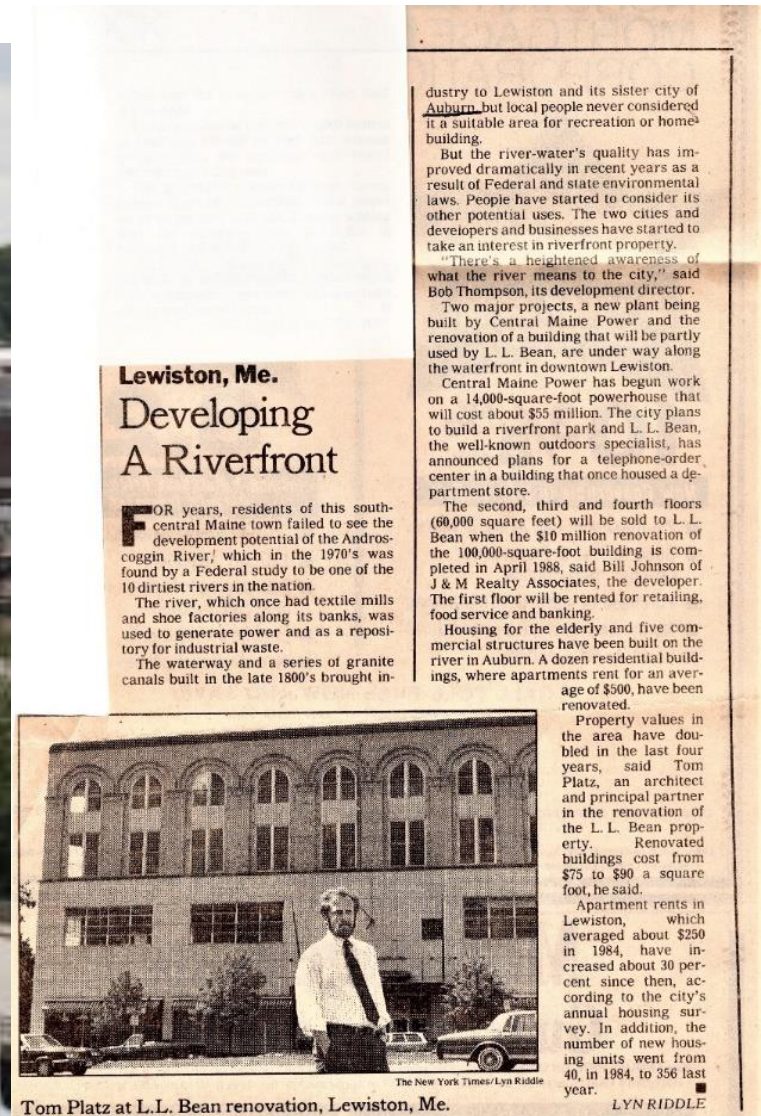 Lewiston, Me.
Developing
A Riverfront
FOR years, residents of this south-
central Maine town failed to see the
development potential of the Andros-
coggin River, which in the 1970's was
found by a Federal study to be one of the
10 dirtiest rivers in the nation.
The river, which once had textile mills
and shoe factories along its banks, was
used to generate power and as a reposi-
tory for industrial waste.
The waterway and a series of granite
canals built in the late 1800's brought in-
dustry to Lewiston and its sister city of
Auburn but local people never considered
it a suitable area for recreation or home
building.
But the river-water's quality has im-
proved dramatically in recent years as a
result of Federal and state environmental
laws. People have started to consider its
other potential uses. The two cities and
developers and businesses have started to
take an interest in riverfront property.
"There's a heightened awareness of
what the river means to the city," said
Bob Thompson, its development director.
Two major projects, a new plant being
built by Central Maine Power and the
renovation of a building that will be partly
used by L. L. Bean, are under way along
the waterfront in downtown Lewiston.
Central Maine Power has begun work
on a 14,000-square-foot powerhouse that
will cost about $55 million. The city plans
to build a riverfront park and L. L. Bean,
the well-known outdoors specialist, has
announced plans for a telephone-order
center in a building that once housed a de-
partment store.
The second, third and fourth floors
(60,000 square feet) will be sold to L. L.
Bean when the $10 million renovation of
the 100,000-square-foot building is com-
pleted in April 1988, said Bill Johnson of
J & M Realty Associates, the developer.
The first floor will be rented for retailing,
food service and banking.
Housing for the elderly and five com-
mercial structures have been built on the
river in Auburn. A dozen residential build-
ings, where apartments rent for an aver-
age of $500, have been
renovated.
Property values in
the area have dou-
bled in the last four
years, said Tom
Platz, an architect
and principal partner
in the renovation of
the L. L. Bean prop-
erty. Renovated
buildings cost from
$75 to $90 a square
foot, he said.
Apartment rents in
Lewiston, which
averaged about $250
in 1984, have in-
creased about 30 per-
cent since then, ac-
cording to the city's
annual housing sur-
vey. In addition, the
number of new hous-
ing units went from
40, in 1984, to 356 last
year.
LYN RIDDLE
The New York Times/Lyn Riddle
Tom Platz at L.L. Bean renovation, Lewiston, Me.